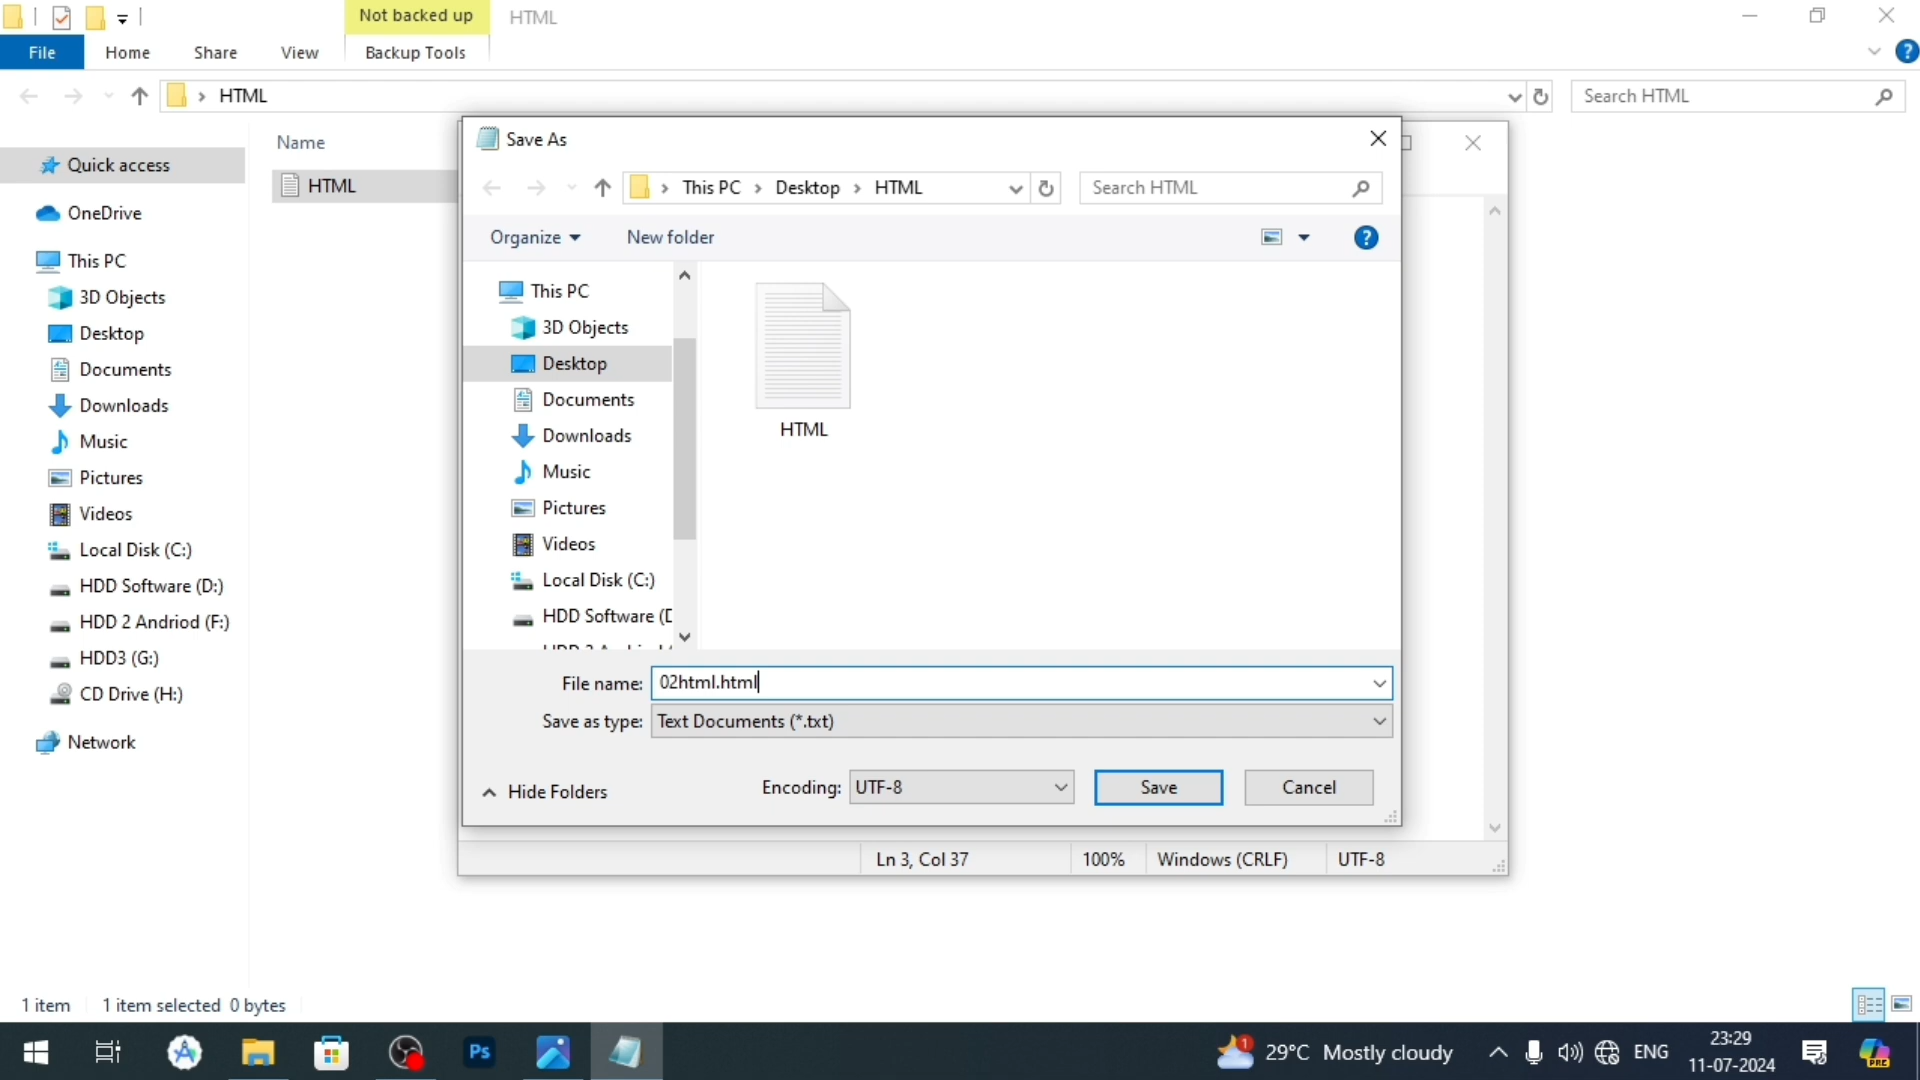 Not backed up
HTML
File
Home
Share
View
Backup Tools
HTML
Search HTML
Name
HTML
Quick access
OneDrive
This PC
3D Objects
Desktop
Documents
Downloads
Music
Pictures
Videos
Local Disk (C:)
HDD Software (D:)
HDD 2 Andriod (F:)
HDD3 (G:)
CD Drive (H:)
Network
Save As
This PC > Desktop > HTML
Search HTML
Organize
New folder
This PC
3D Objects
Desktop
Documents
Downloads
Music
Pictures
Videos
Local Disk (C:)
HDD Software (D
HTML
File name: 02html.html
Save as type: Text Documents (*.txt)
Hide Folders
Encoding: UTF-8
Save
Cancel
Ln 3, Col 37
100%
Windows (CRLF)
UTF-8
1 item
1 item selected 0 bytes
Ps
1
29°C Mostly cloudy
ENG
23:29
11-07-2024
PRE